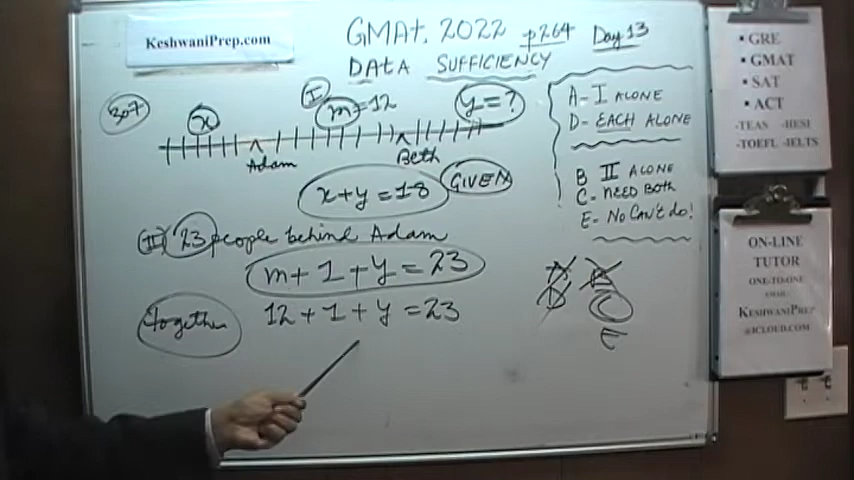 KeshwaniPrep.com
GMAT, 2022 p264 Day 13
DATA SUFFICIENCY
307
x
I
m=12
y=?
Adam
Beth
x+y=18 GIVEN
(II) 23 people behind Adam
m+1+y=23
together 12+1+y=23
A-I ALONE
D-EACH ALONE
B II ALONE
C-NEED BOTH
E-NO CAN'T do!
A B
D C
E
▪ GRE
▪ GMAT
▪ SAT
▪ ACT
-TEAS -HESI
-TOEFL -IELTS
ON-LINE
TUTOR
ONE-TO-ONE
EMAIL:
KESHWANIPREP
@ICLOUD.COM